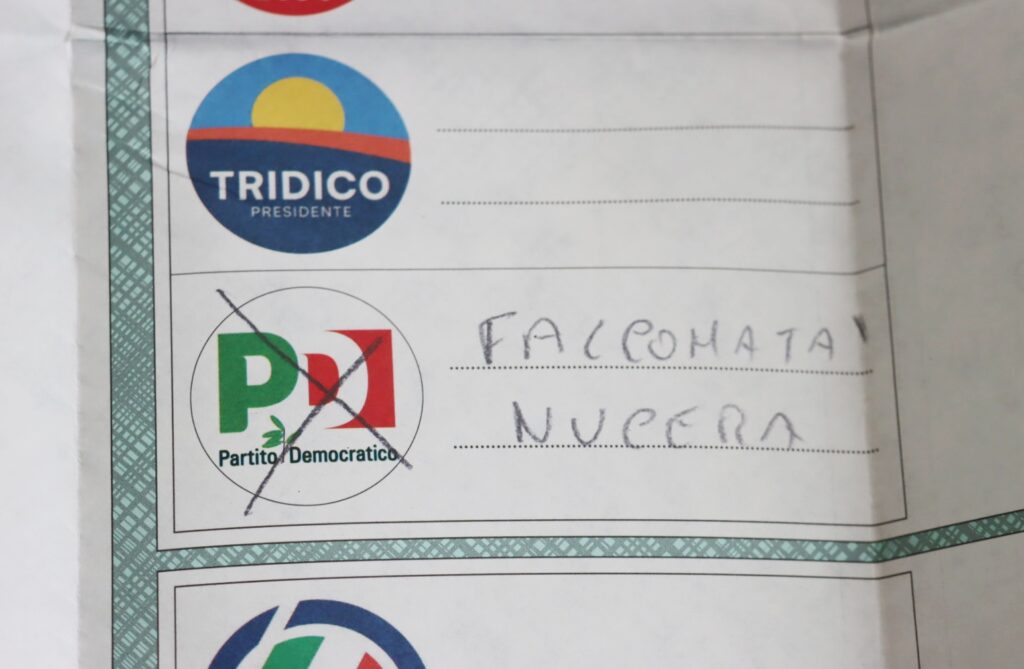 TRIDICO
PRESIDENTE
PD
Partito Democratico
FALCOMATA'
NUCERA